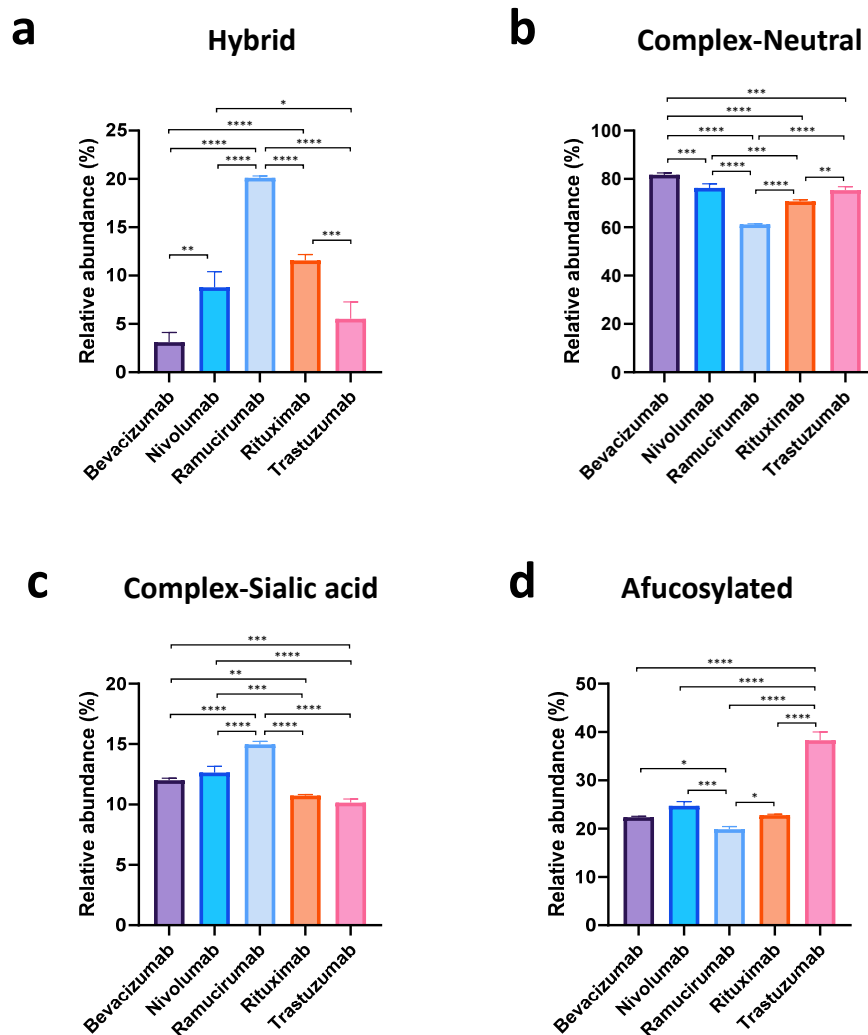 a
Hybrid
*
****
****
****
****
****
**
***
Relative abundance (%)
25
20
15
10
5
0
Bevacizumab
Nivolumab
Ramucirumab
Rituximab
Trastuzumab
b
Complex-Neutral
***
****
****
****
***
***
****
**
****
Relative abundance (%)
100
80
60
40
20
0
Bevacizumab
Nivolumab
Ramucirumab
Rituximab
Trastuzumab
c
Complex-Sialic acid
***
****
**
***
****
****
****
****
Relative abundance (%)
20
15
10
5
0
Bevacizumab
Nivolumab
Ramucirumab
Rituximab
Trastuzumab
d
Afucosylated
****
****
****
****
*
***
*
Relative abundance (%)
50
40
30
20
10
0
Bevacizumab
Nivolumab
Ramucirumab
Rituximab
Trastuzumab